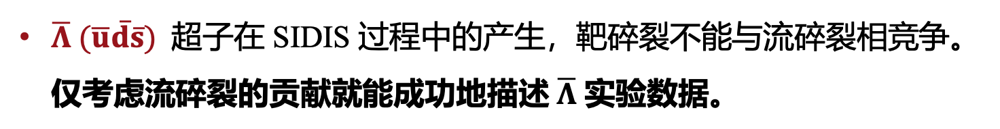 • Λ̅ (u̅d̅s̅) 超子在 SIDIS 过程中的产生，靶碎裂不能与流碎裂相竞争。
仅考虑流碎裂的贡献就能成功地描述 Λ̅ 实验数据。